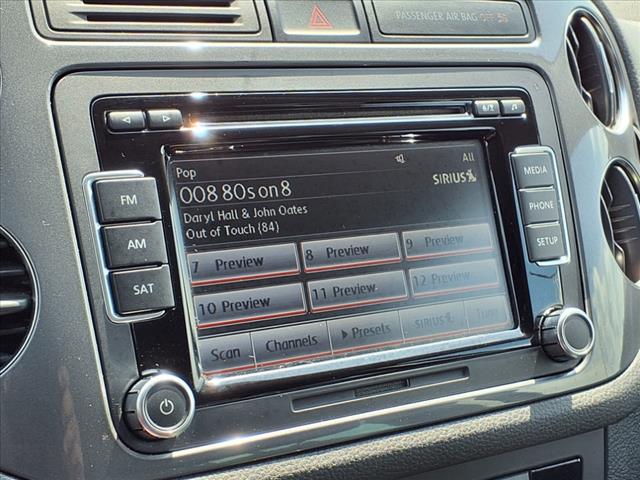 PASSENGER AIR BAG OFF
FM
AM
SAT
MEDIA
PHONE
SETUP
Pop
All
008 80s on 8
SIRIUS
Daryl Hall & John Oates
Out of Touch (84)
7 Preview
8 Preview
9 Preview
10 Preview
11 Preview
12 Preview
Scan
Channels
Presets
SIRIUS
Tune